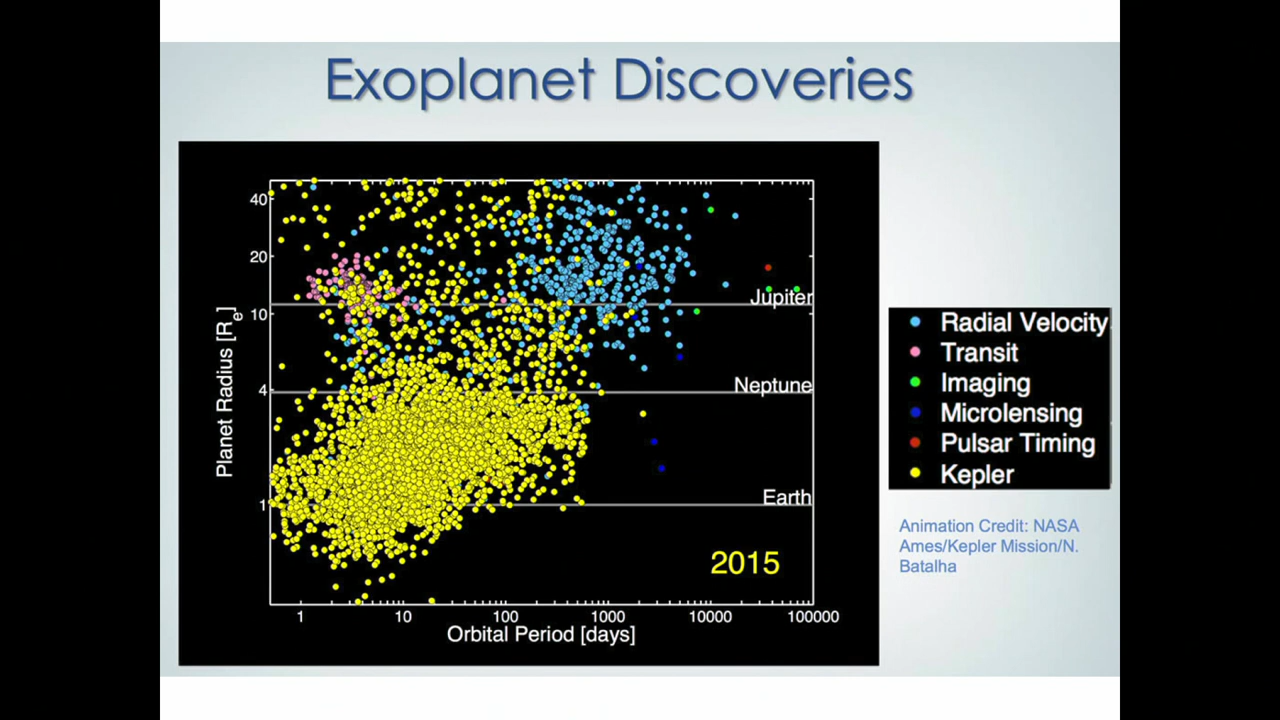 Exoplanet Discoveries
40
20
10
4
1
Planet Radius [Re]
Jupiter
Neptune
Earth
2015
1 10 100 1000 10000 100000
Orbital Period [days]
Radial Velocity
Transit
Imaging
Microlensing
Pulsar Timing
Kepler
Animation Credit: NASA
Ames/Kepler Mission/N.
Batalha